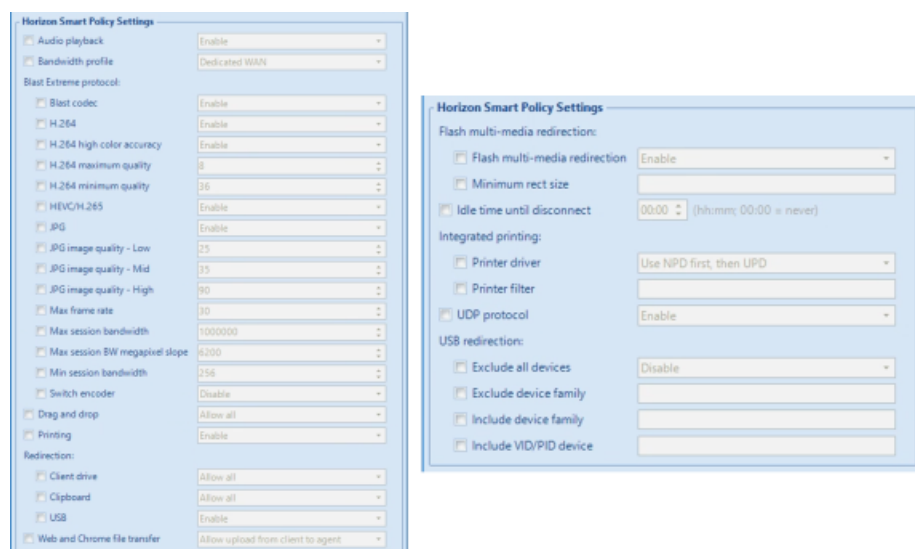 Horizon Smart Policy Settings
Audio playback Enable
Bandwidth profile Dedicated WAN
Blast Extreme protocol:
Blast codec Enable
H.264 Enable
H.264 high color accuracy Enable
H.264 maximum quality 8
H.264 minimum quality 36
HEVC/H.265 Enable
JPG Enable
JPG image quality - Low 25
JPG image quality - Mid 35
JPG image quality - High 90
Max frame rate 30
Max session bandwidth 1000000
Max session BW megapixel slope 6200
Min session bandwidth 256
Switch encoder Disable
Drag and drop Allow all
Printing Enable
Redirection:
Client drive Allow all
Clipboard Allow all
USB Enable
Web and Chrome file transfer Allow upload from client to agent
Horizon Smart Policy Settings
Flash multi-media redirection:
Flash multi-media redirection Enable
Minimum rect size
Idle time until disconnect 00:00 (hh:mm; 00:00 = never)
Integrated printing:
Printer driver Use NPD first, then UPD
Printer filter
UDP protocol Enable
USB redirection:
Exclude all devices Disable
Exclude device family
Include device family
Include VID/PID device